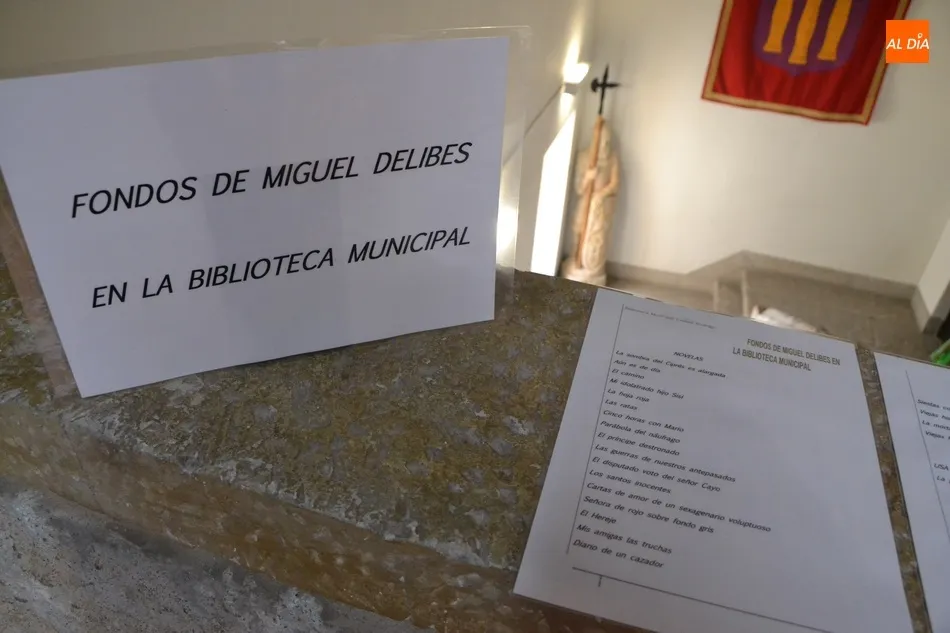 AL DÍA
FONDOS DE MIGUEL DELIBES
EN LA BIBLIOTECA MUNICIPAL
FONDOS DE MIGUEL DELIBES EN
LA BIBLIOTECA MUNICIPAL
NOVELAS
La sombra del Ciprés es alargada
Aún es de día
El camino
Mi idolatrado hijo Sisí
La hoja roja
Las ratas
Cinco horas con Mario
Parábola del náufrago
El príncipe destronado
Las guerras de nuestros antepasados
El disputado voto del señor Cayo
Los santos inocentes
Cartas de amor de un sexagenario voluptuoso
Señora de rojo sobre fondo gris
El Hereje
Mis amigas las truchas
Diario de un cazador
USA
La